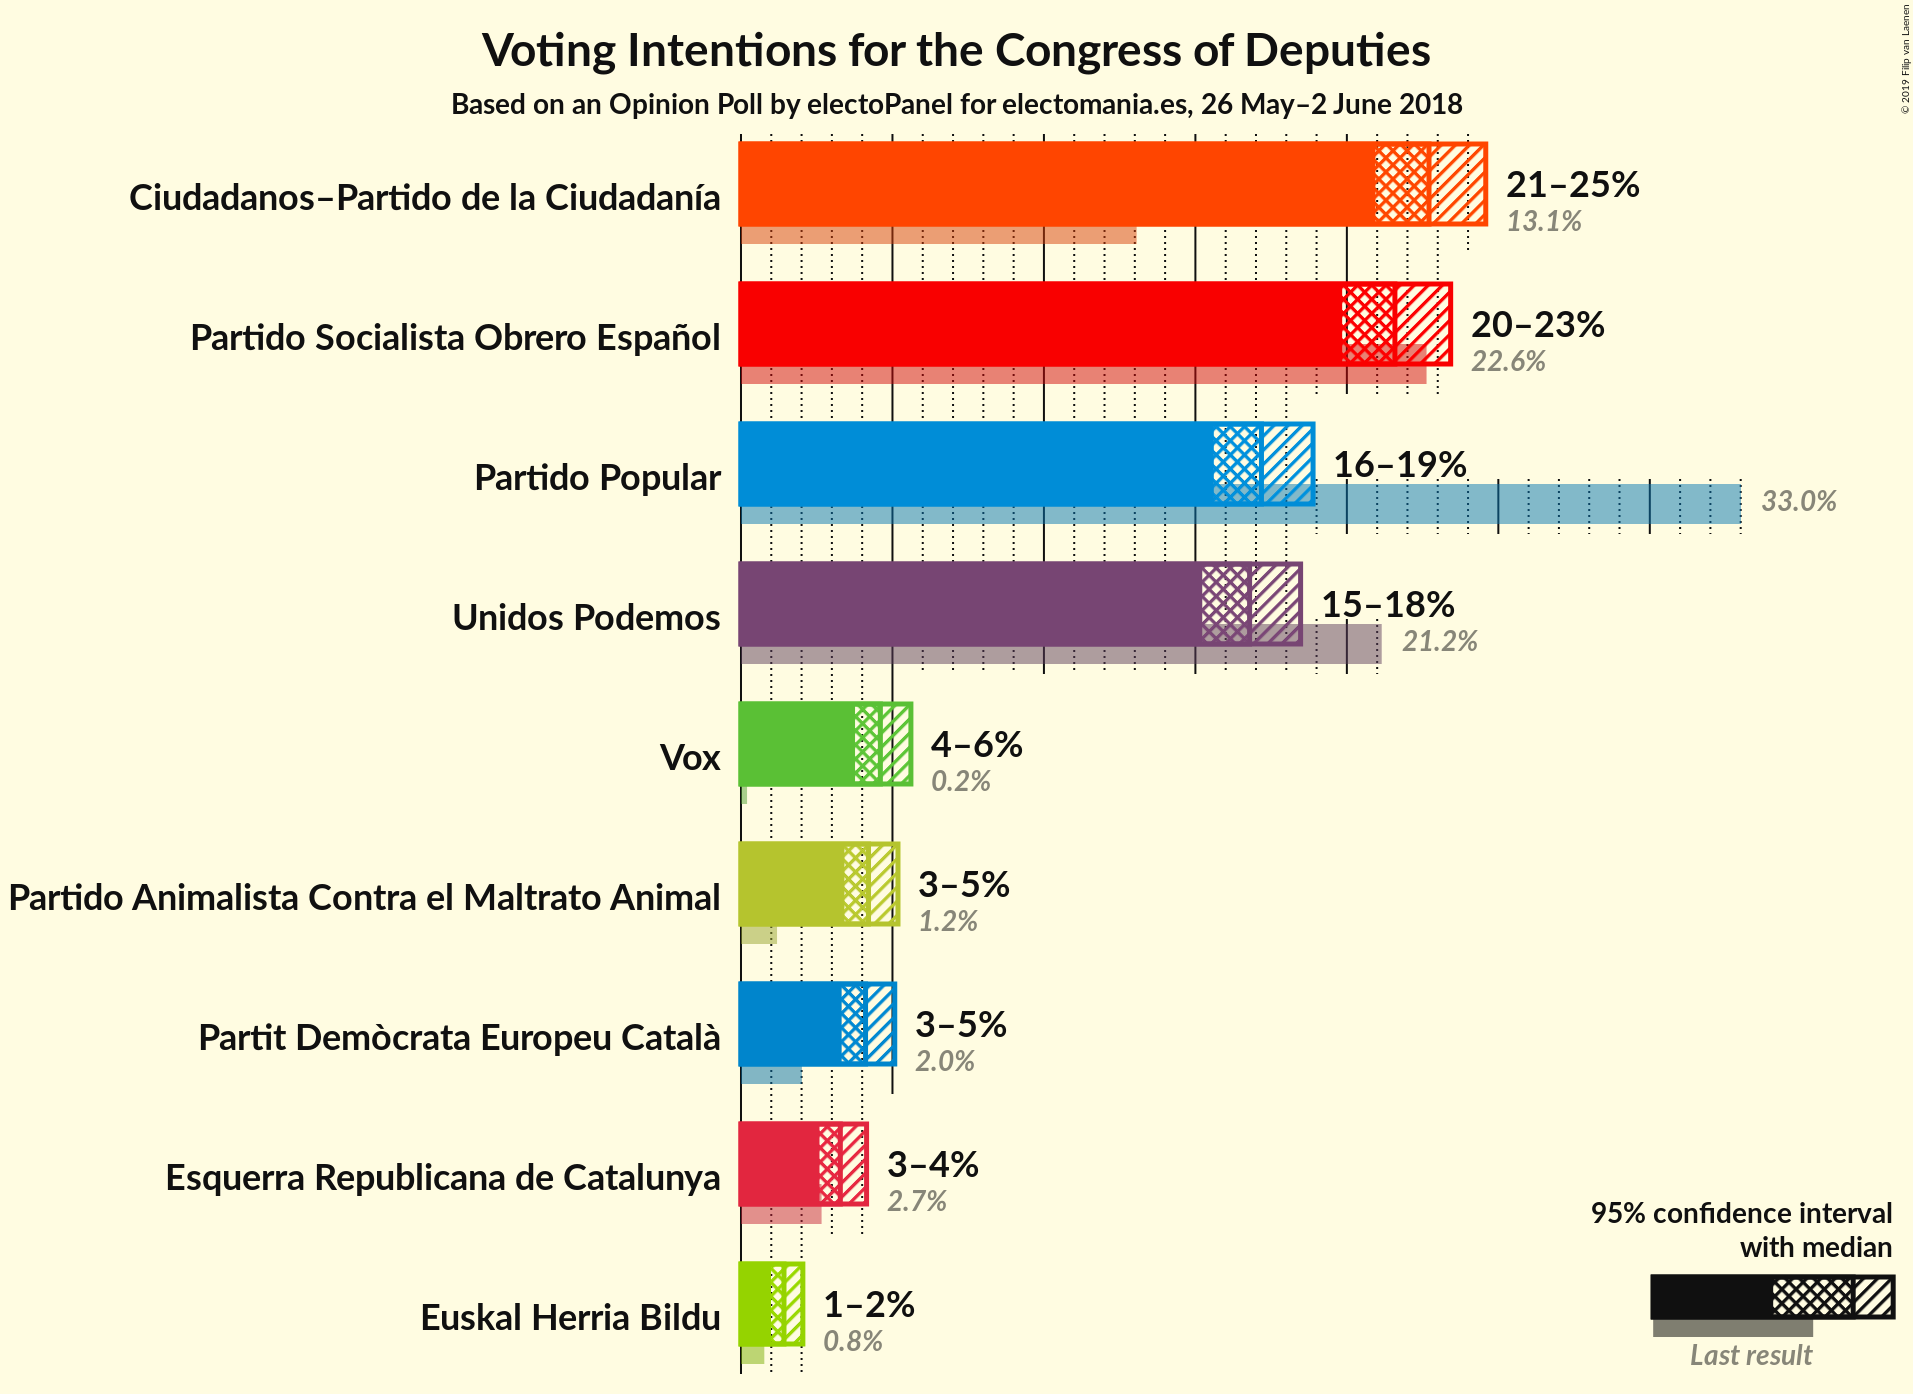 Voting Intentions for the Congress of Deputies
Based on an Opinion Poll by electoPanel for electomania.es, 26 May–2 June 2018
© 2019 Filip van Laenen
Ciudadanos–Partido de la Ciudadanía
21–25%
13.1%
Partido Socialista Obrero Español
20–23%
22.6%
Partido Popular
16–19%
33.0%
Unidos Podemos
15–18%
21.2%
Vox
4–6%
0.2%
Partido Animalista Contra el Maltrato Animal
3–5%
1.2%
Partit Demòcrata Europeu Català
3–5%
2.0%
Esquerra Republicana de Catalunya
3–4%
2.7%
Euskal Herria Bildu
1–2%
0.8%
95% confidence interval
with median
Last result